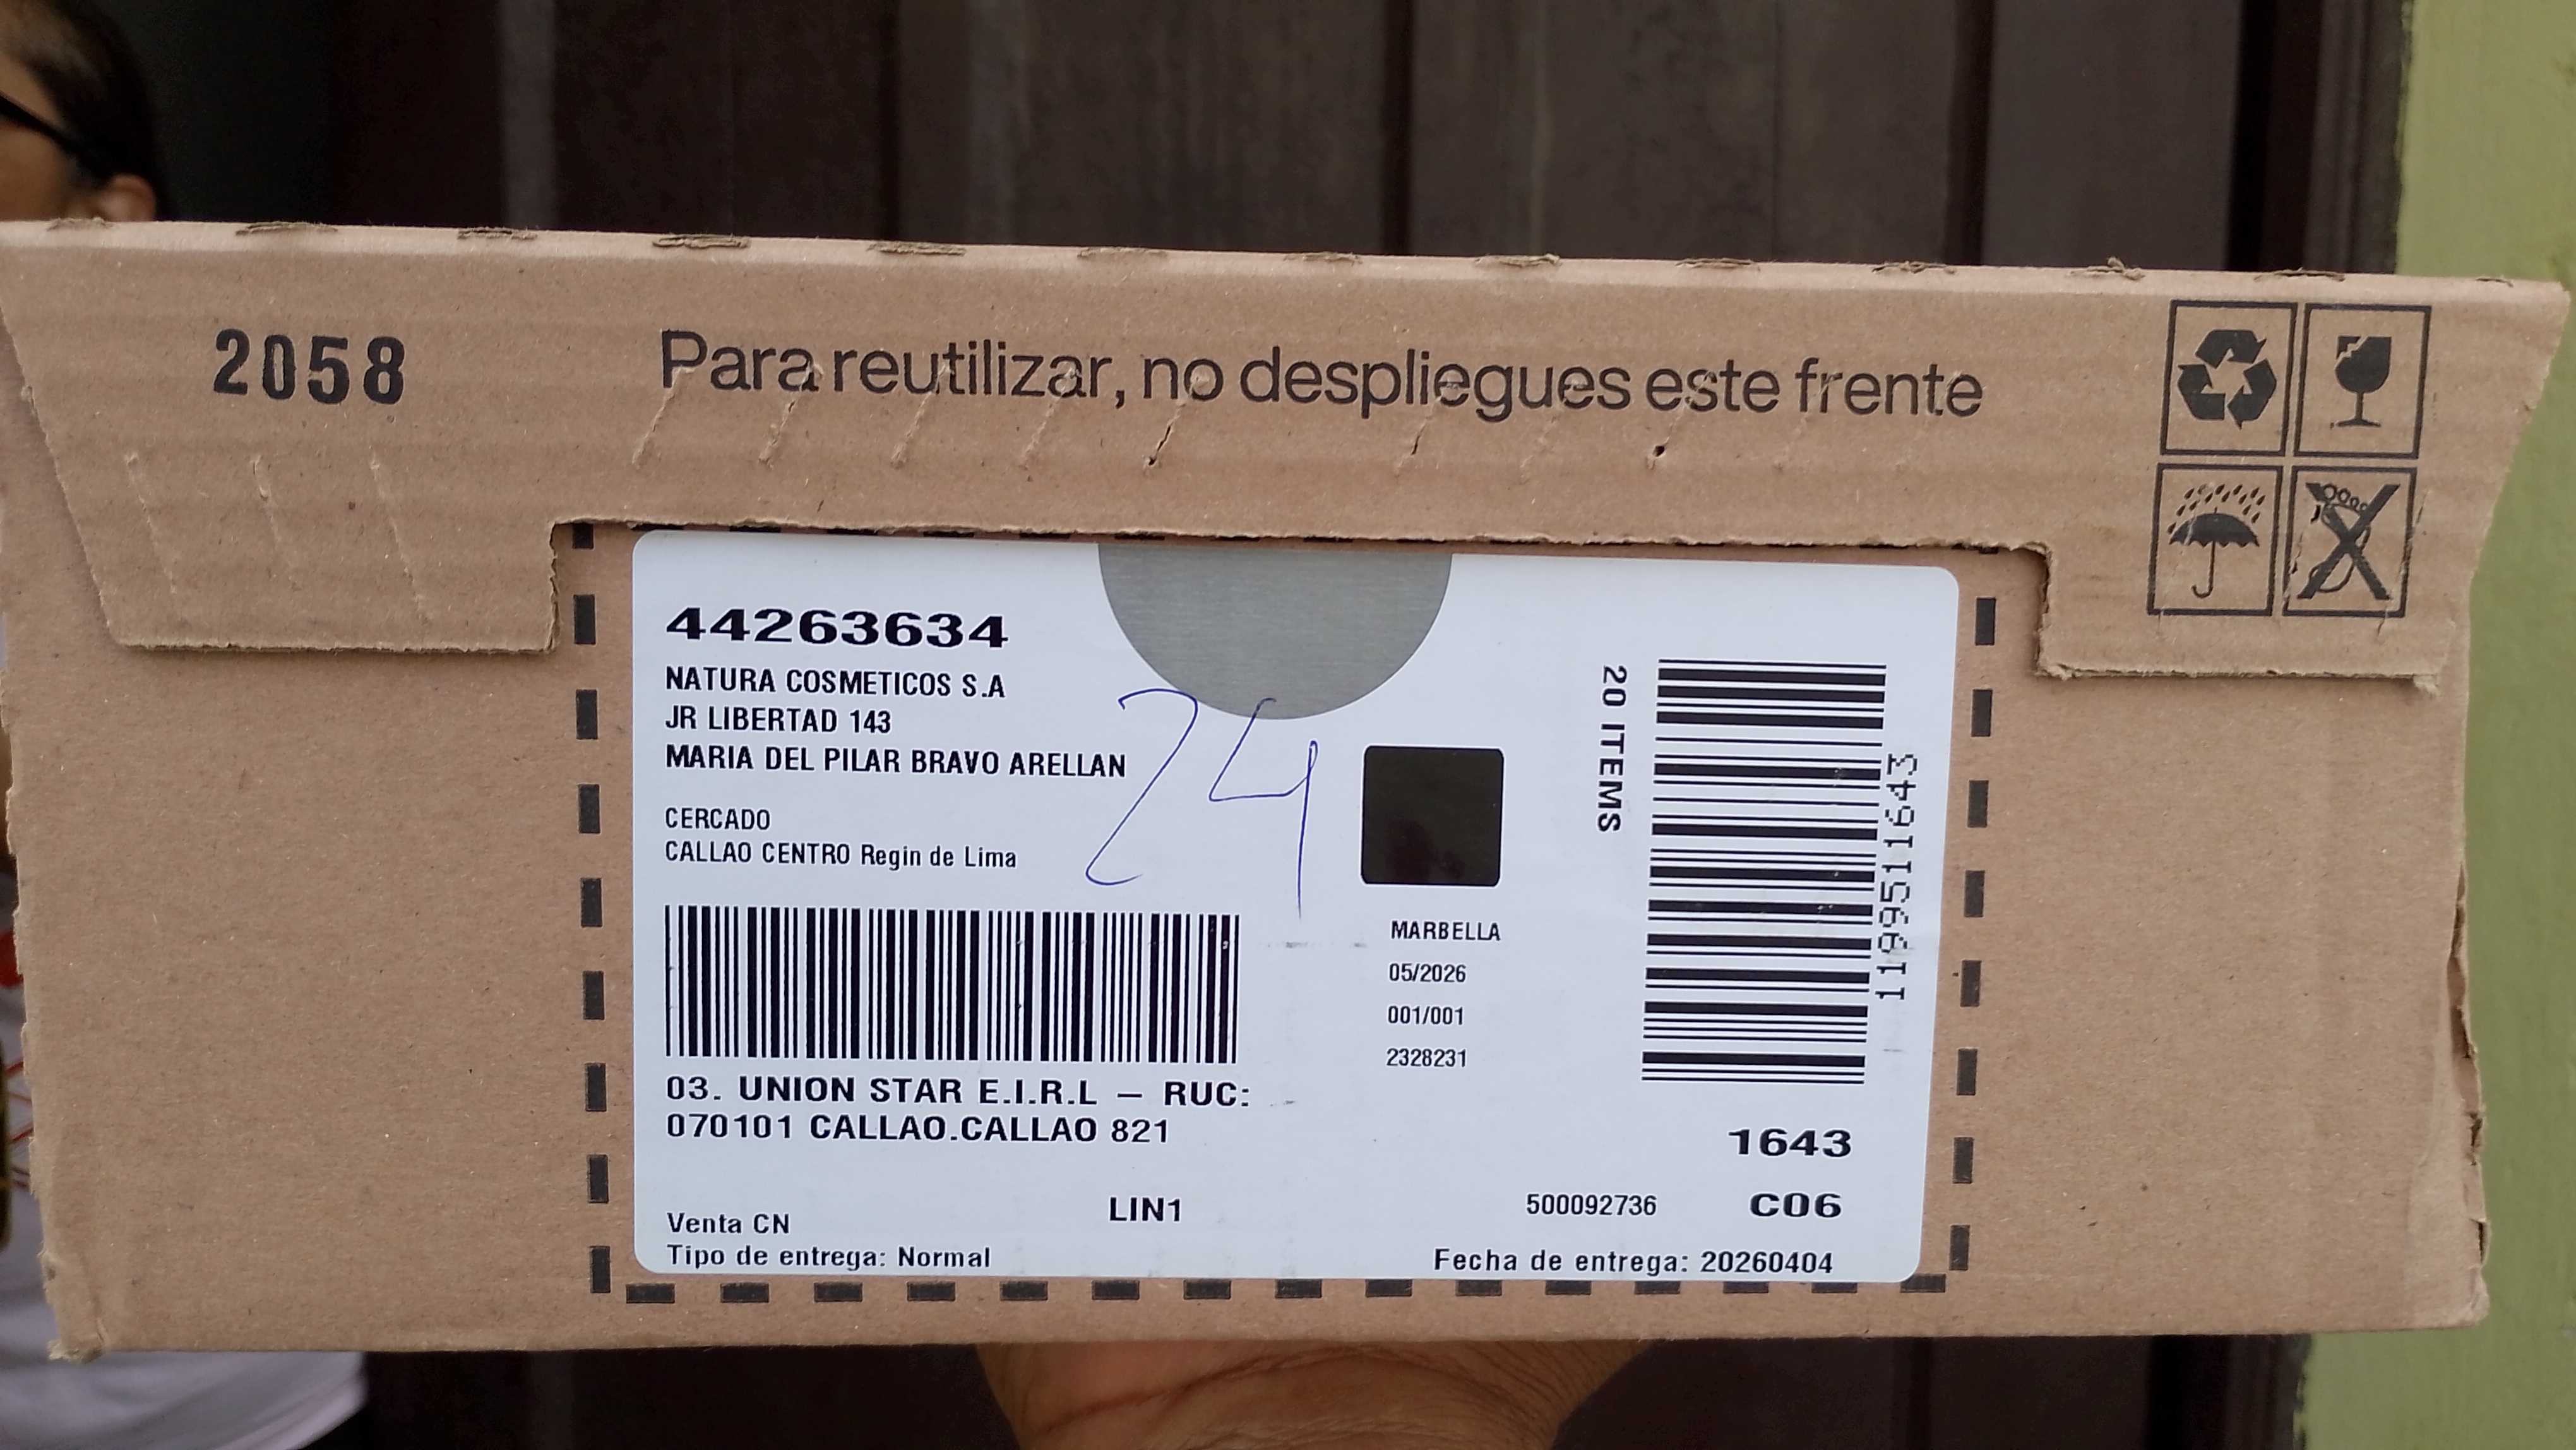 2058
Para reutilizar, no despliegues este frente
44263634
NATURA COSMETICOS S.A
JR LIBERTAD 143
MARIA DEL PILAR BRAVO ARELLAN
24
CERCADO
CALLAO CENTRO Regin de Lima
20 ITEMS
1199511643
MARBELLA
05/2026
001/001
2328231
03. UNION STAR E.I.R.L – RUC:
070101 CALLAO.CALLAO 821
1643
LIN1
500092736
C06
Venta CN
Tipo de entrega: Normal
Fecha de entrega: 20260404